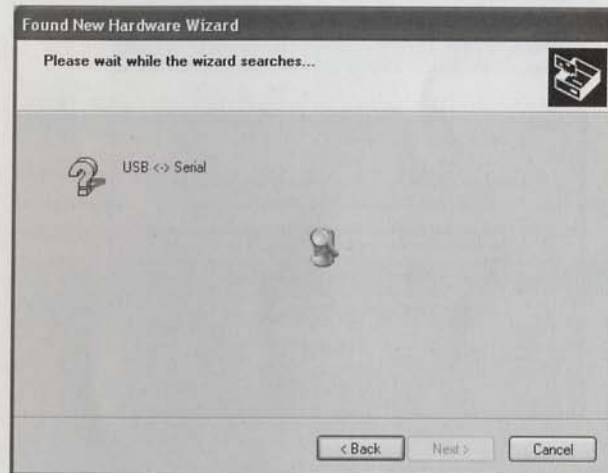 Found New Hardware Wizard
Please wait while the wizard searches...
USB <-> Serial
< Back
Next >
Cancel